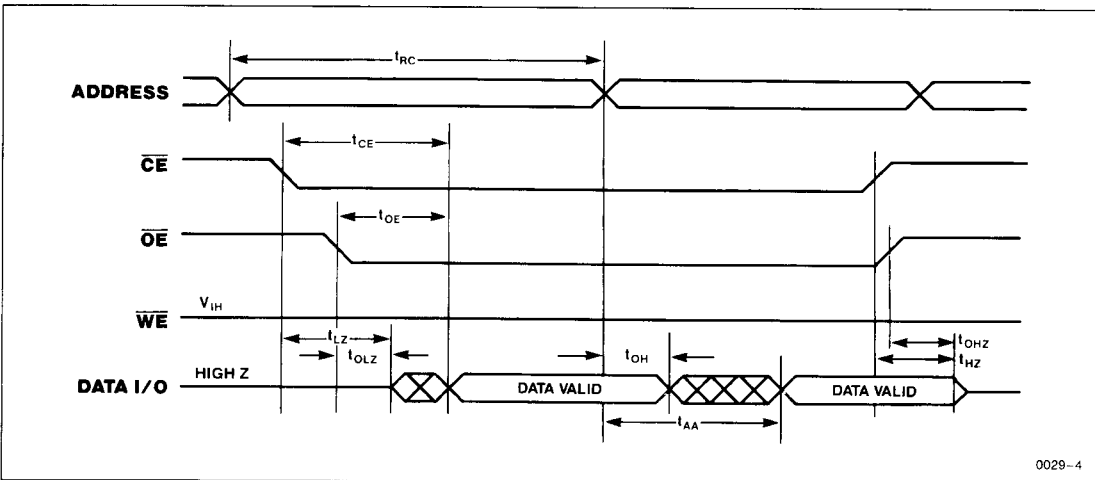 tRC
ADDRESS
tCE
CE
tOE
OE
VIH
WE
tLZ
tOHZ
tOLZ
tOH
tHZ
DATA I/O
HIGH Z
DATA VALID
DATA VALID
tAA
0029-4